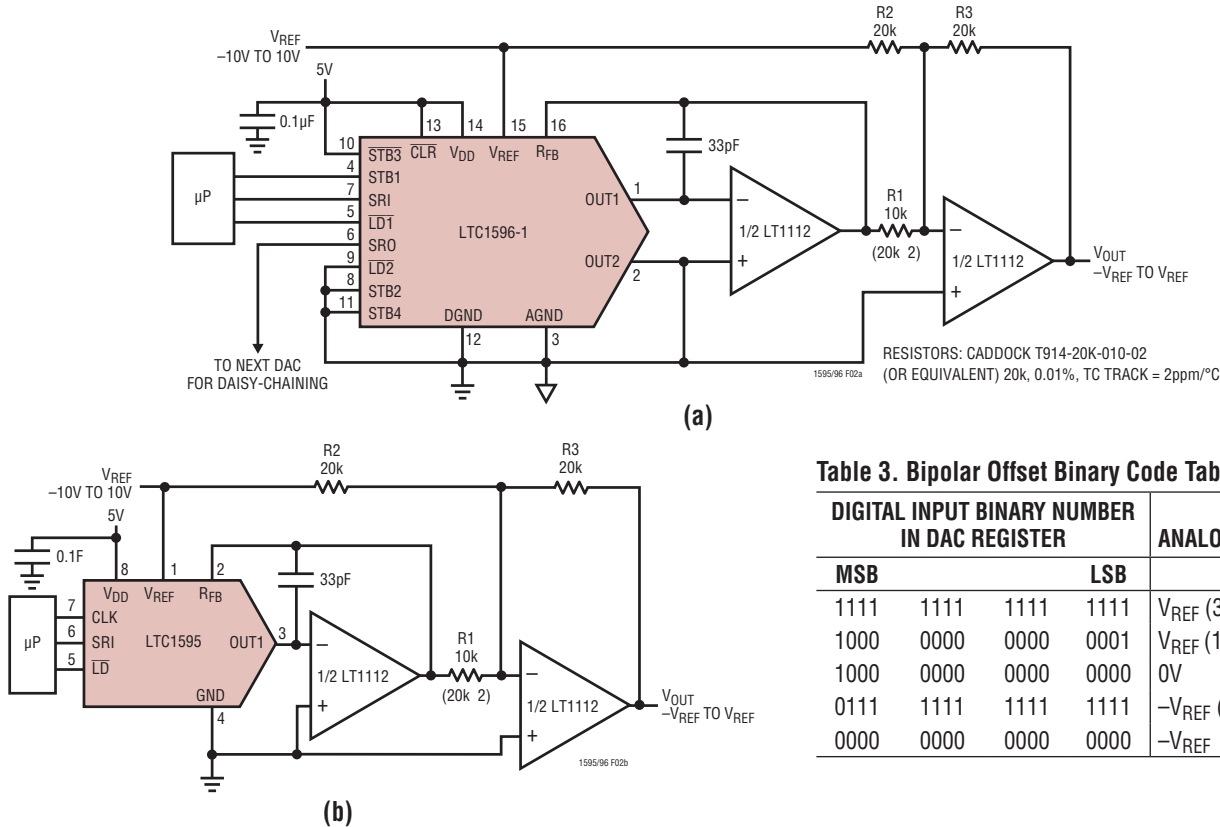 R2
20k
R3
20k
VREF
–10V TO 10V
5V
0.1µF
13
14
15
16
10
4
7
5
6
9
8
11
STB3
STB1
SRI
LD1
SRO
LD2
STB2
STB4
CLR
VDD
VREF
RFB
µP
LTC1596-1
OUT1
1
OUT2
2
DGND
AGND
12
3
33pF
–
+
1/2 LT1112
R1
10k
(20k 2)
–
+
1/2 LT1112
VOUT
–VREF TO VREF
TO NEXT DAC
FOR DAISY-CHAINING
1595/96 F02a
RESISTORS: CADDOCK T914-20K-010-02
(OR EQUIVALENT) 20k, 0.01%, TC TRACK = 2ppm/°C
(a)
R2
20k
R3
20k
VREF
–10V TO 10V
5V
0.1F
8
1
2
VDD
VREF
RFB
µP
7
6
5
CLK
SRI
LD
LTC1595
OUT1
3
GND
4
33pF
–
+
1/2 LT1112
R1
10k
(20k 2)
–
+
1/2 LT1112
VOUT
–VREF TO VREF
1595/96 F02b
(b)
Table 3. Bipolar Offset Binary Code Tab
DIGITAL INPUT BINARY NUMBER
IN DAC REGISTER
ANALO
MSB LSB
1111 1111 1111 1111 VREF (3
1000 0000 0000 0001 VREF (1
1000 0000 0000 0000 0V
0111 1111 1111 1111 –VREF (
0000 0000 0000 0000 –VREF